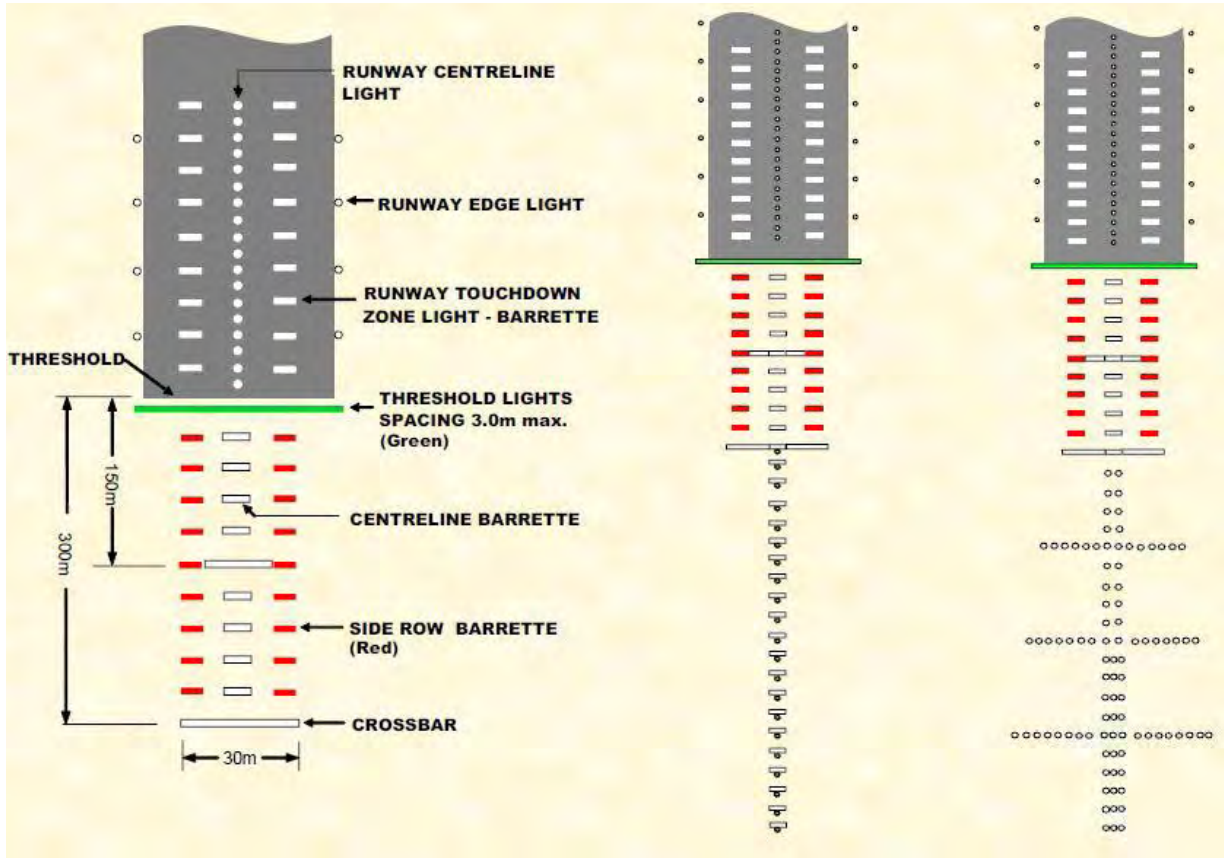 RUNWAY CENTRELINE
LIGHT
RUNWAY EDGE LIGHT
RUNWAY TOUCHDOWN
ZONE LIGHT - BARRETTE
THRESHOLD
THRESHOLD LIGHTS
SPACING 3.0m max.
(Green)
150m
300m
CENTRELINE BARRETTE
SIDE ROW BARRETTE
(Red)
CROSSBAR
30m